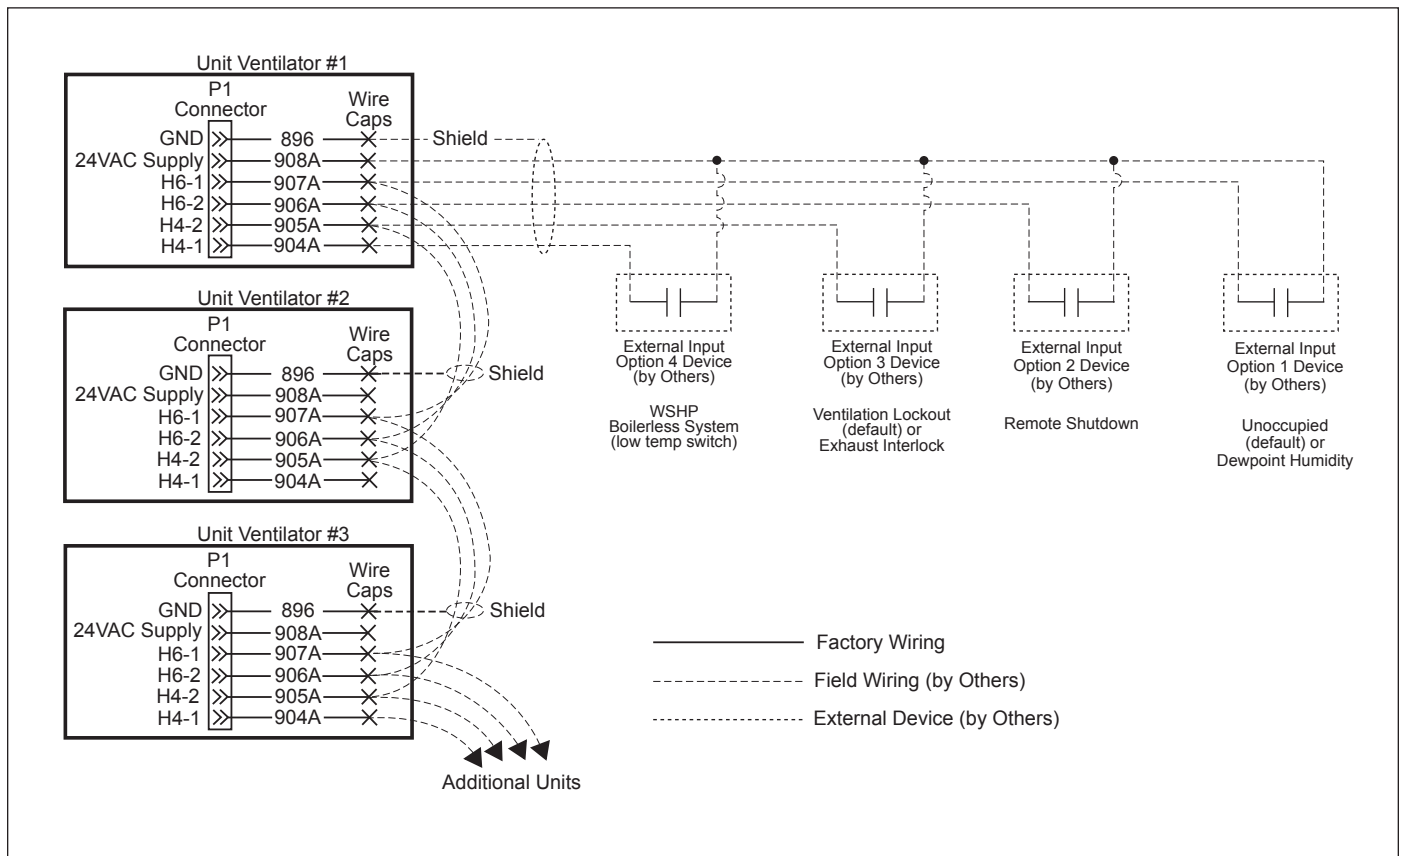 Unit Ventilator #1
P1
Connector
Wire
Caps
GND
896
Shield
24VAC Supply
908A
H6-1
907A
H6-2
906A
H4-2
905A
H4-1
904A
Unit Ventilator #2
P1
Connector
Wire
Caps
GND
896
Shield
24VAC Supply
908A
H6-1
907A
H6-2
906A
H4-2
905A
H4-1
904A
External Input
Option 4 Device
(by Others)
WSHP
Boilerless System
(low temp switch)
External Input
Option 3 Device
(by Others)
Ventilation Lockout
(default) or
Exhaust Interlock
External Input
Option 2 Device
(by Others)
Remote Shutdown
External Input
Option 1 Device
(by Others)
Unoccupied
(default) or
Dewpoint Humidity
Unit Ventilator #3
P1
Connector
Wire
Caps
GND
896
Shield
24VAC Supply
908A
H6-1
907A
H6-2
906A
H4-2
905A
H4-1
904A
Additional Units
Factory Wiring
Field Wiring (by Others)
External Device (by Others)